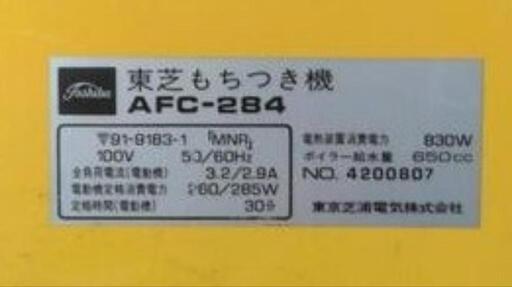 Toshiba
東芝もちつき機
AFC-284
〒91-9183-1
100V 50/60Hz
全負荷電流(電動機) 3.2/2.9A
電動機定格消費電力 260/285W
定格時間(電動機) 30分
電熱装置消費電力 830W
ボイラー給水量 650cc
NO. 4200807
東京芝浦電気株式会社